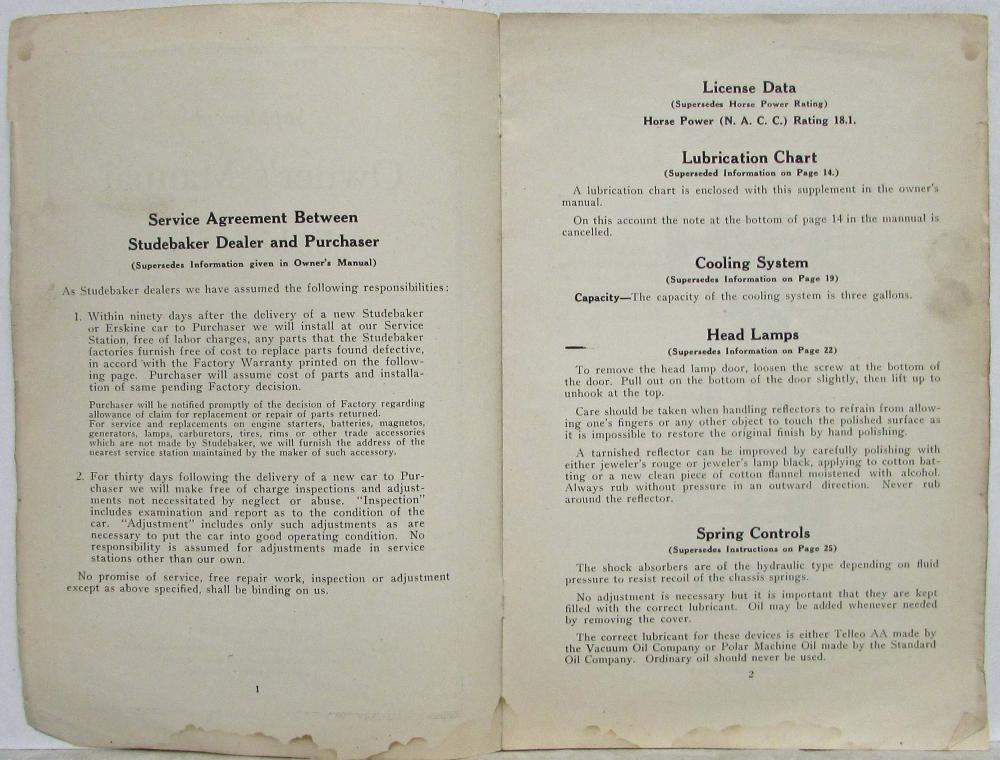 Service Agreement Between
Studebaker Dealer and Purchaser
(Supersedes Information given in Owner's Manual)
As Studebaker dealers we have assumed the following responsibilities:
1. Within ninety days after the delivery of a new Studebaker
or Erskine car to Purchaser we will install at our Service
Station, free of labor charges, any parts that the Studebaker
factories furnish free of cost to replace parts found defective,
in accord with the Factory Warranty printed on the follow-
ing page. Purchaser will assume cost of parts and installa-
tion of same pending Factory decision.
Purchaser will be notified promptly of the decision of Factory regarding
allowance of claim for replacement or repair of parts returned.
For service and replacements on engine starters, batteries, magnetos,
generators, lamps, carburetors, tires, rims or other trade accessories
which are not made by Studebaker, we will furnish the address of the
nearest service station maintained by the maker of such accessory.
2. For thirty days following the delivery of a new car to Pur-
chaser we will make free of charge inspections and adjust-
ments not necessitated by neglect or abuse. "Inspection"
includes examination and report as to the condition of the
car. "Adjustment" includes only such adjustments as are
necessary to put the car into good operating condition. No
responsibility is assumed for adjustments made in service
stations other than our own.
No promise of service, free repair work, inspection or adjustment
except as above specified, shall be binding on us.
1
License Data
(Supersedes Horse Power Rating)
Horse Power (N. A. C. C.) Rating 18.1.
Lubrication Chart
(Superseded Information on Page 14.)
A lubrication chart is enclosed with this supplement in the owner's
manual.
On this account the note at the bottom of page 14 in the mannual is
cancelled.
Cooling System
(Supersedes Information on Page 19)
Capacity—The capacity of the cooling system is three gallons.
Head Lamps
(Supersedes Information on Page 22)
To remove the head lamp door, loosen the screw at the bottom of
the door. Pull out on the bottom of the door slightly, then lift up to
unhook at the top.
Care should be taken when handling reflectors to refrain from allow-
ing one's fingers or any other object to touch the polished surface as
it is impossible to restore the original finish by hand polishing.
A tarnished reflector can be improved by carefully polishing with
either jeweler's rouge or jeweler's lamp black, applying to cotton bat-
ting or a new clean piece of cotton flannel moistened with alcohol.
Always rub without pressure in an outward direction. Never rub
around the reflector.
Spring Controls
(Supersedes Instructions on Page 25)
The shock absorbers are of the hydraulic type depending on fluid
pressure to resist recoil of the chassis springs.
No adjustment is necessary but it is important that they are kept
filled with the correct lubricant. Oil may be added whenever needed
by removing the cover.
The correct lubricant for these devices is either Telleo AA made by
the Vacuum Oil Company or Polar Machine Oil made by the Standard
Oil Company. Ordinary oil should never be used.
2